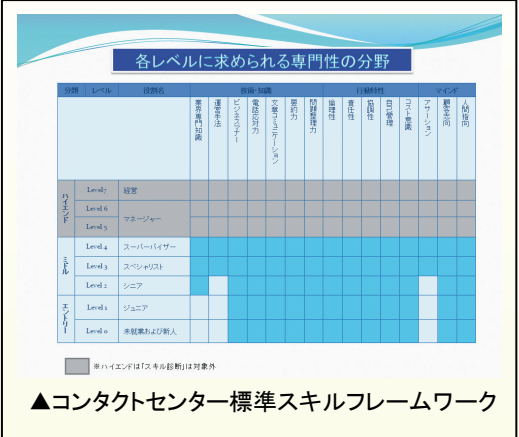 各レベルに求められる専門性の分野
分類 レベル 役割名 技術・知識 行動特性 マインド
業界専門知識
運営手法
ビジネスマナー
電話応対力
文章コミュニケーション
要約力
問題整理力
倫理性
責任性
協調性
自己管理
コスト意識
アサーション
顧客志向
人間指向
ハイエンド
Level7 経営
Level 6
マネージャー
Level 5
ミドル
Level 4 スーパーバイザー
Level 3 スペシャリスト
Level 2 シニア
エントリー
Level 1 ジュニア
Level 0 未就業および新人
※ハイエンドは「スキル診断」は対象外
▲コンタクトセンター標準スキルフレームワーク